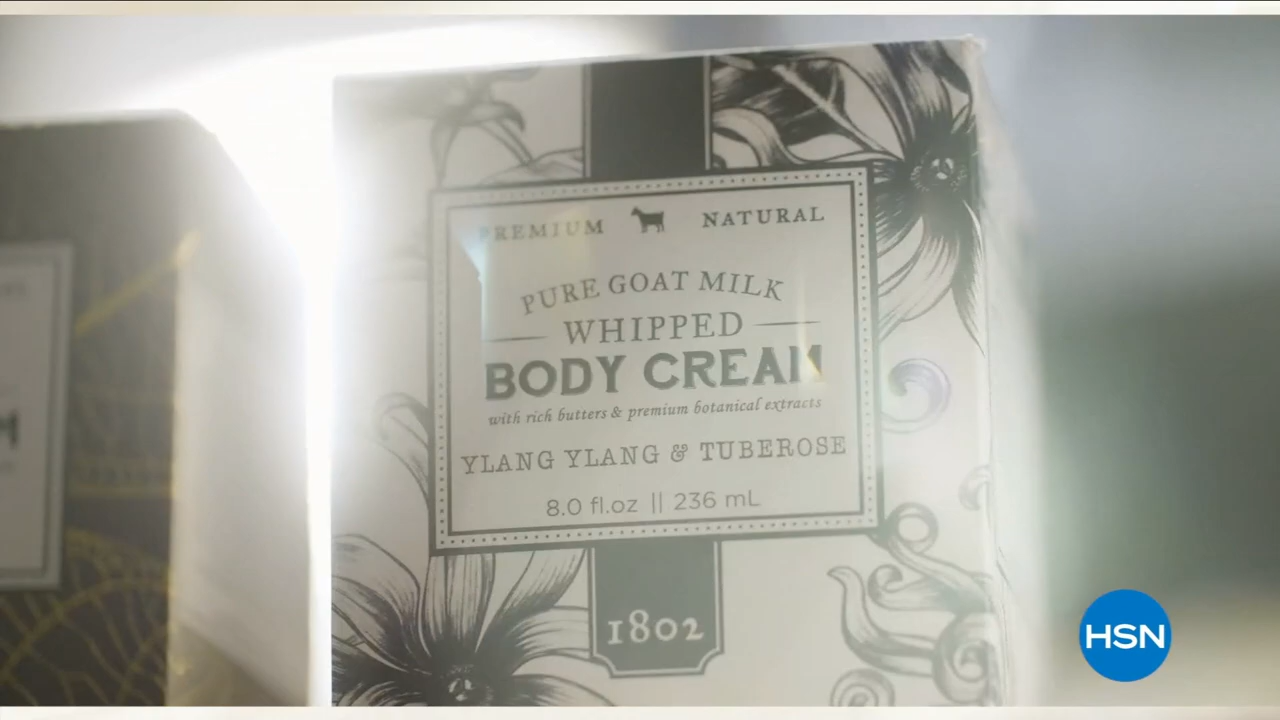 PREMIUM NATURAL
PURE GOAT MILK
WHIPPED
BODY CREAM
with rich butters & premium botanical extracts
YLANG YLANG & TUBEROSE
8.0 fl.oz || 236 mL
1802
HSN